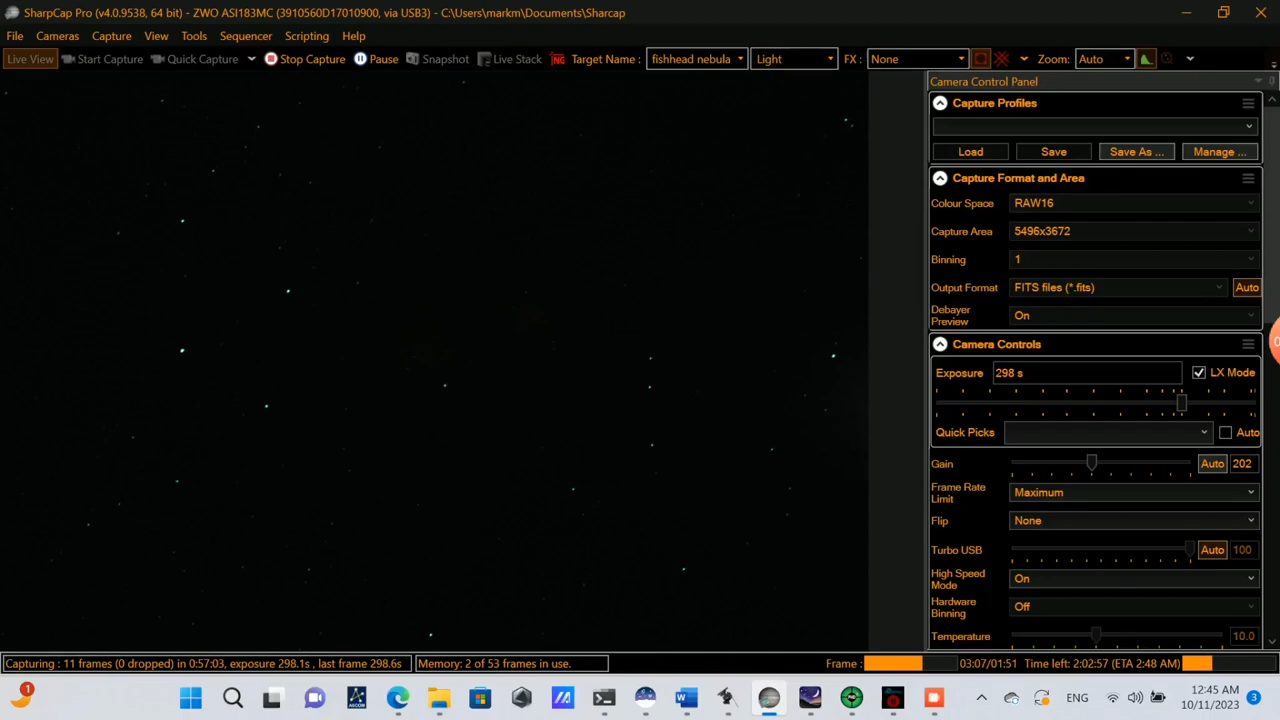 SharpCap Pro (v4.0.9538, 64 bit) - ZWO ASI183MC (3910560D17010900, via USB3) - C:\Users\markm\Documents\Sharcap
File Cameras Capture View Tools Sequencer Scripting Help
Live View Start Capture Quick Capture Stop Capture Pause Snapshot Live Stack NC Target Name : fishhead nebula Light FX : None Zoom: Auto
Camera Control Panel
Capture Profiles
Load Save Save As ... Manage ...
Capture Format and Area
Colour Space RAW16
Capture Area 5496x3672
Binning 1
Output Format FITS files (*.fits) Auto
Debayer Preview On
Camera Controls
Exposure 298 s LX Mode
Quick Picks Auto
Gain Auto 202
Frame Rate Limit Maximum
Flip None
Turbo USB Auto 100
High Speed Mode On
Hardware Binning Off
Temperature 10.0
Capturing : 11 frames (0 dropped) in 0:57:03, exposure 298.1s , last frame 298.6s Memory: 2 of 53 frames in use. Frame : 03:07/01:51 Time left: 2:02:57 (ETA 2:48 AM)
1 ASCOM ENG 12:45 AM 3
10/11/2023